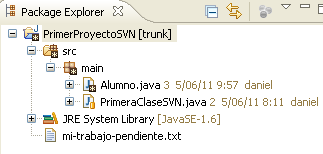 Package Explorer
PrimerProyectoSVN [trunk]
src
main
Alumno.java 3 5/06/11 9:57 daniel
PrimeraClaseSVN.java 2 5/06/11 8:11 daniel
JRE System Library [JavaSE-1.6]
mi-trabajo-pendiente.txt